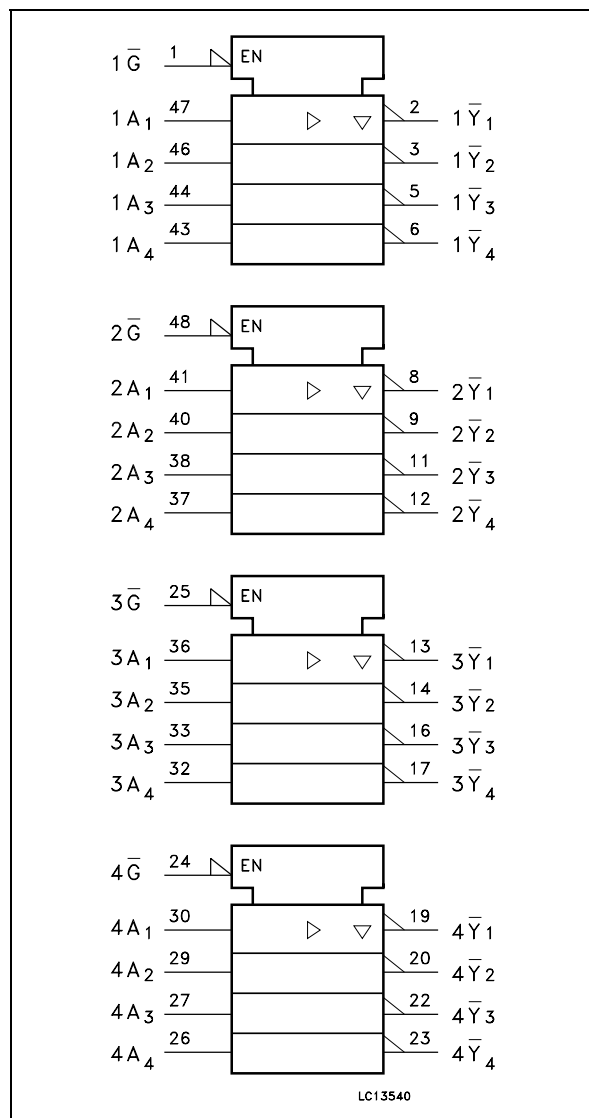 1G̅ 1 EN
1A1 47 2 1Y̅1
1A2 46 3 1Y̅2
1A3 44 5 1Y̅3
1A4 43 6 1Y̅4
2G̅ 48 EN
2A1 41 8 2Y̅1
2A2 40 9 2Y̅2
2A3 38 11 2Y̅3
2A4 37 12 2Y̅4
3G̅ 25 EN
3A1 36 13 3Y̅1
3A2 35 14 3Y̅2
3A3 33 16 3Y̅3
3A4 32 17 3Y̅4
4G̅ 24 EN
4A1 30 19 4Y̅1
4A2 29 20 4Y̅2
4A3 27 22 4Y̅3
4A4 26 23 4Y̅4
LC13540